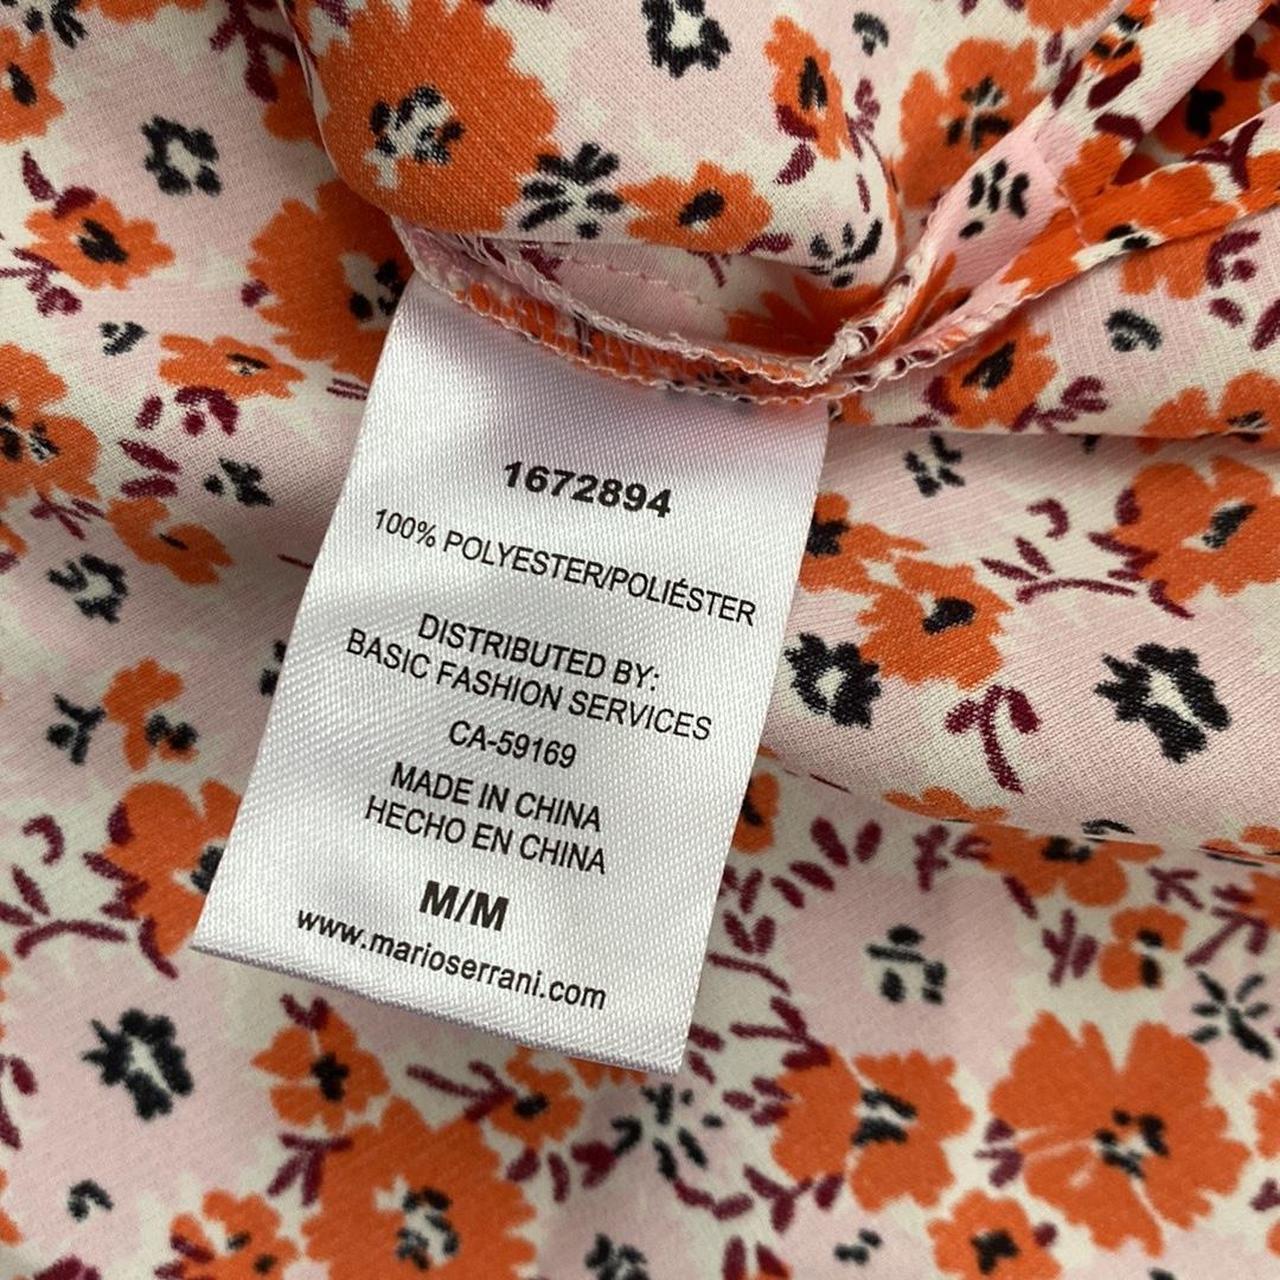 1672894
100% POLYESTER/POLIÉSTER
DISTRIBUTED BY:
BASIC FASHION SERVICES
CA-59169
MADE IN CHINA
HECHO EN CHINA
M/M
www.marioserrani.com